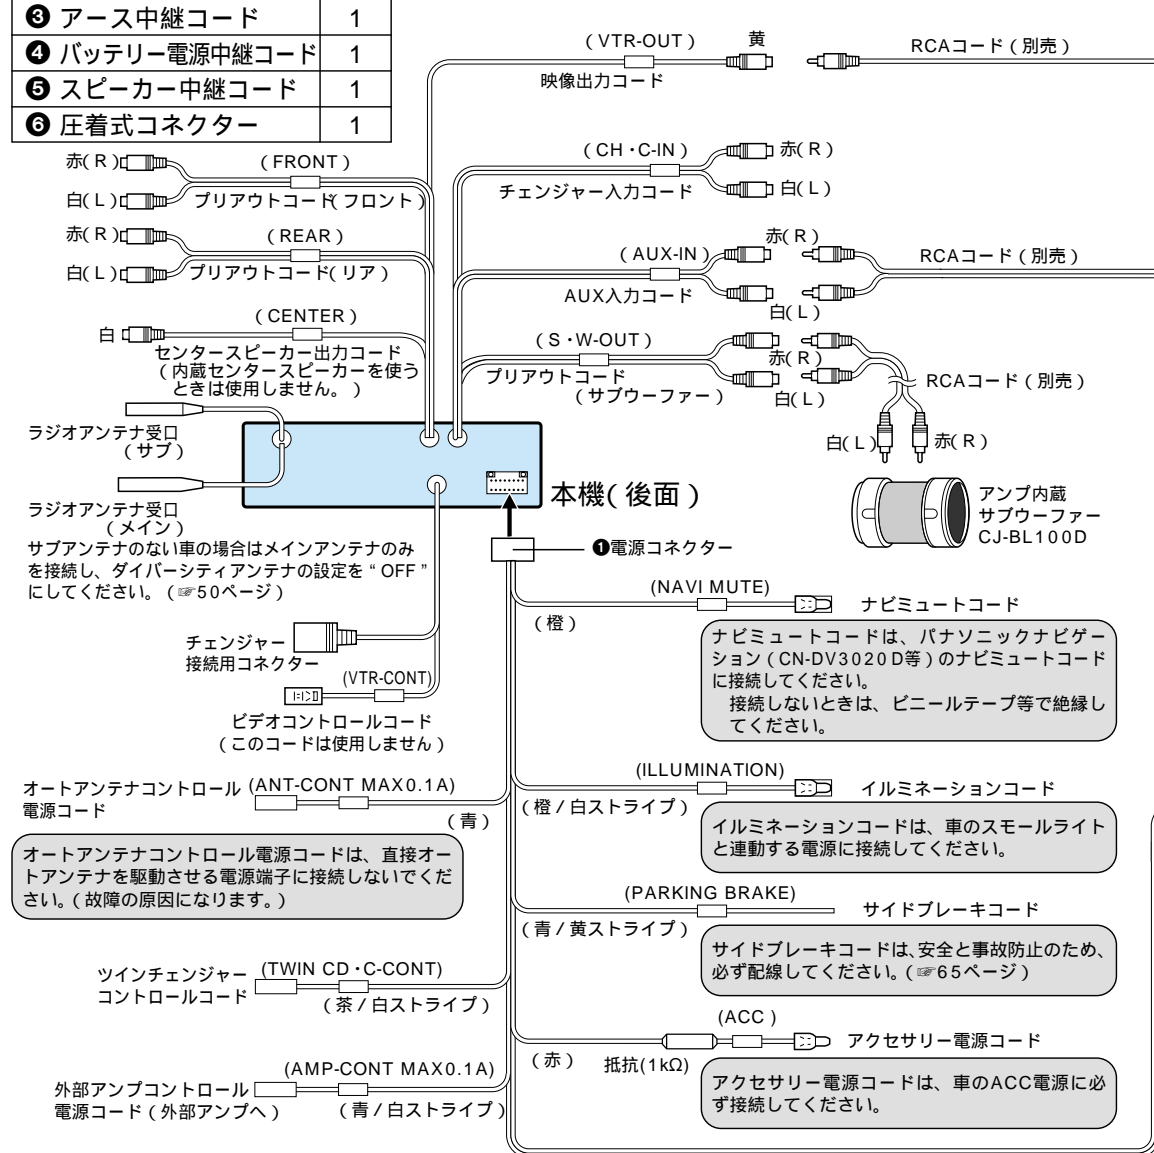 ❸ アース中継コード 1
❹ バッテリー電源中継コード 1
❺ スピーカー中継コード 1
❻ 圧着式コネクター 1
(VTR-OUT)
黄
RCAコード(別売)
映像出力コード
赤(R)
(FRONT)
白(L)
プリアウトコード(フロント)
赤(R)
(REAR)
白(L)
プリアウトコード(リア)
(CENTER)
白
センタースピーカー出力コード
(内蔵センタースピーカーを使う
ときは使用しません。)
(CH・C-IN)
赤(R)
チェンジャー入力コード
白(L)
(AUX-IN)
赤(R)
RCAコード(別売)
AUX入力コード
白(L)
(S・W-OUT)
赤(R)
プリアウトコード
(サブウーファー)
白(L)
RCAコード(別売)
白(L)
赤(R)
ラジオアンテナ受口
(サブ)
ラジオアンテナ受口
(メイン)
本機(後面)
アンプ内蔵
サブウーファー
CJ-BL100D
サブアンテナのない車の場合はメインアンテナのみ
を接続し、ダイバーシティアンテナの設定を“OFF”
にしてください。(☞50ページ)
❶電源コネクター
チェンジャー
接続用コネクター
(VTR-CONT)
ビデオコントロールコード
(このコードは使用しません)
(NAVI MUTE)
(橙)
ナビミュートコード
ナビミュートコードは、パナソニックナビゲー
ション(CN-DV3020D等)のナビミュートコード
に接続してください。
接続しないときは、ビニールテープ等で絶縁し
てください。
オートアンテナコントロール
電源コード
(ANT-CONT MAX0.1A)
(青)
オートアンテナコントロール電源コードは、直接オー
トアンテナを駆動させる電源端子に接続しないでくだ
さい。(故障の原因になります。)
(ILLUMINATION)
(橙/白ストライプ)
イルミネーションコード
イルミネーションコードは、車のスモールライト
と連動する電源に接続してください。
(PARKING BRAKE)
(青/黄ストライプ)
サイドブレーキコード
サイドブレーキコードは、安全と事故防止のため、
必ず配線してください。(☞65ページ)
ツインチェンジャー
コントロールコード
(TWIN CD・C-CONT)
(茶/白ストライプ)
(ACC)
(赤)
抵抗(1kΩ)
アクセサリー電源コード
アクセサリー電源コードは、車のACC電源に必
ず接続してください。
外部アンプコントロール
電源コード(外部アンプへ)
(AMP-CONT MAX0.1A)
(青/白ストライプ)